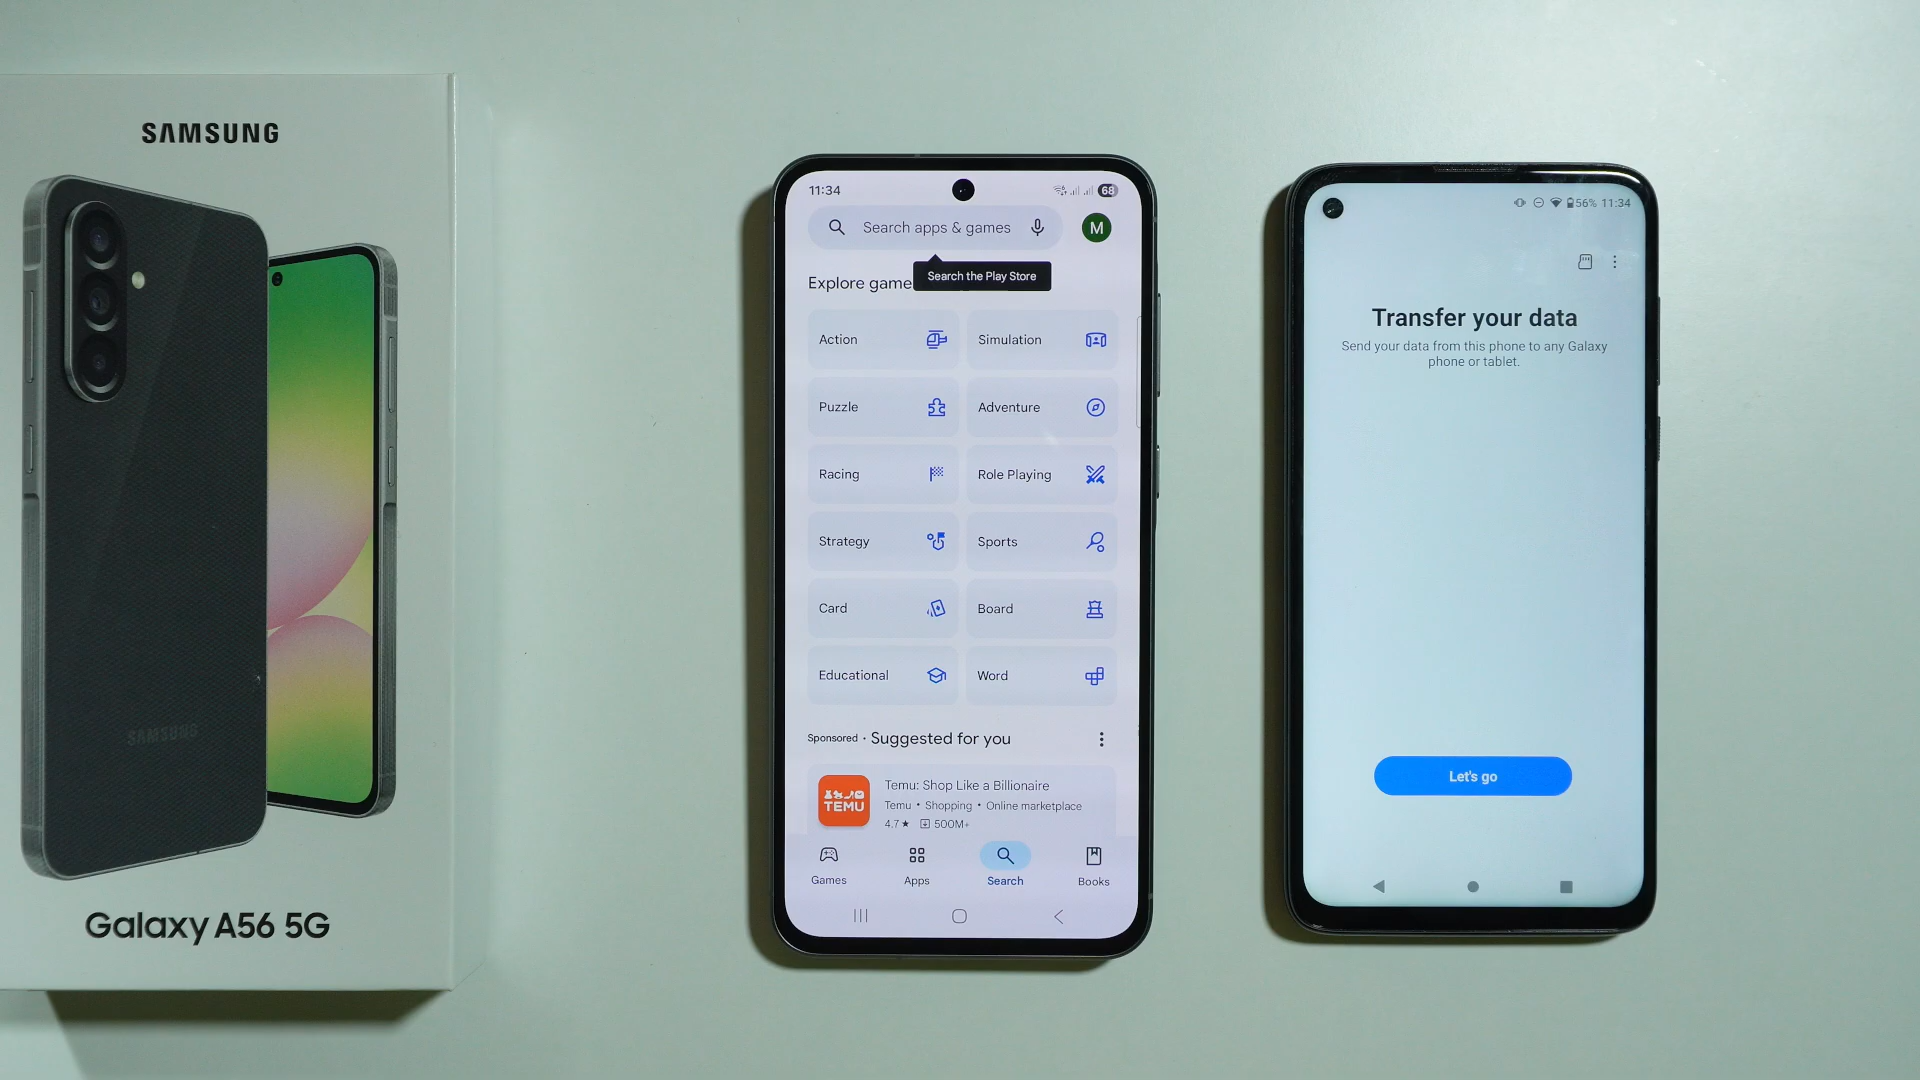 SAMSUNG
SAMSUNG
Galaxy A56 5G
11:34
68
Search apps & games
M
Search the Play Store
Explore game
Action
Simulation
Puzzle
Adventure
Racing
Role Playing
Strategy
Sports
Card
Board
Educational
Word
Sponsored · Suggested for you
TEMU
Temu: Shop Like a Billionaire
Temu • Shopping • Online marketplace
4.7★ 500M+
Games
Apps
Search
Books
56% 11:34
Transfer your data
Send your data from this phone to any Galaxy
phone or tablet.
Let's go